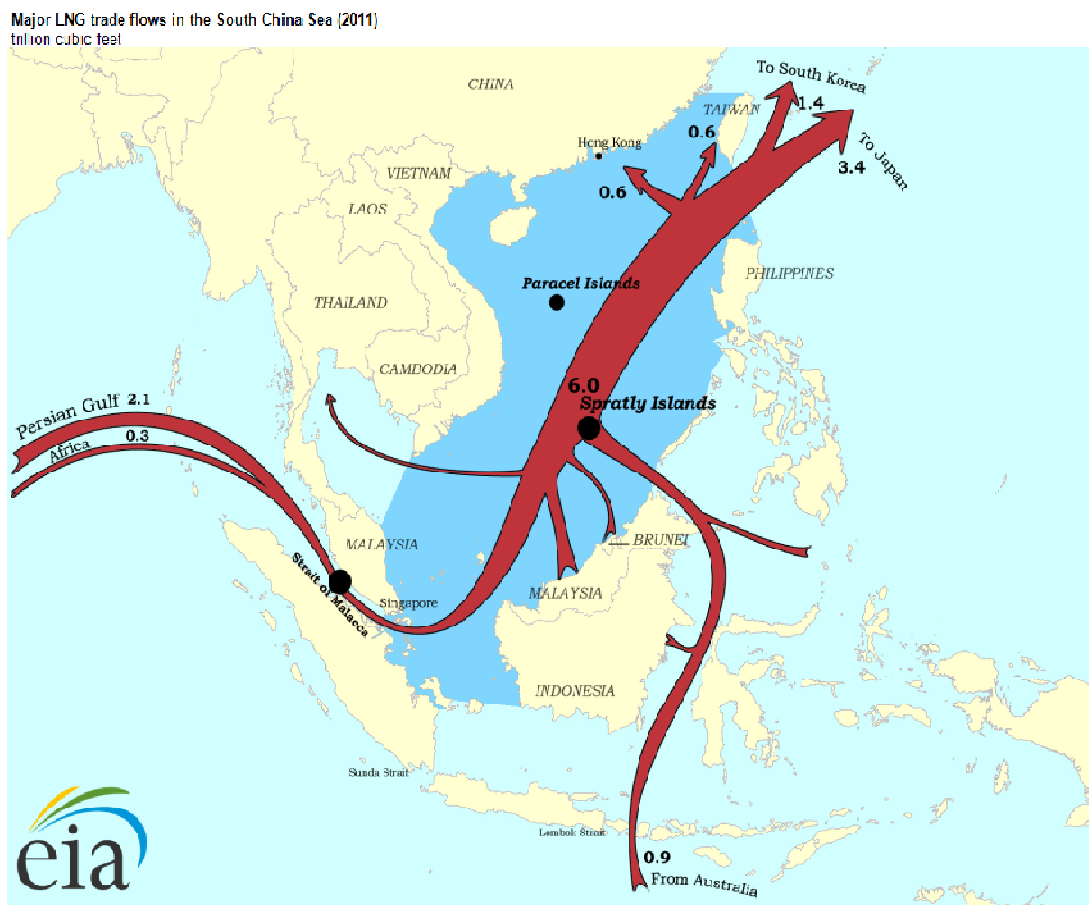 Major LNG trade flows in the South China Sea (2011)
trillion cubic feet
To South Korea
1.4
To Japan
3.4
CHINA
TAIWAN
0.6
Hong Kong
0.6
VIETNAM
LAOS
Paracel Islands
PHILIPPINES
THAILAND
CAMBODIA
6.0
Spratly Islands
Persian Gulf 2.1
Africa
0.3
MALAYSIA
BRUNEI
Strait of Malacca
Singapore
MALAYSIA
INDONESIA
Sunda Strait
Lombok Strait
0.9
From Australia
eia